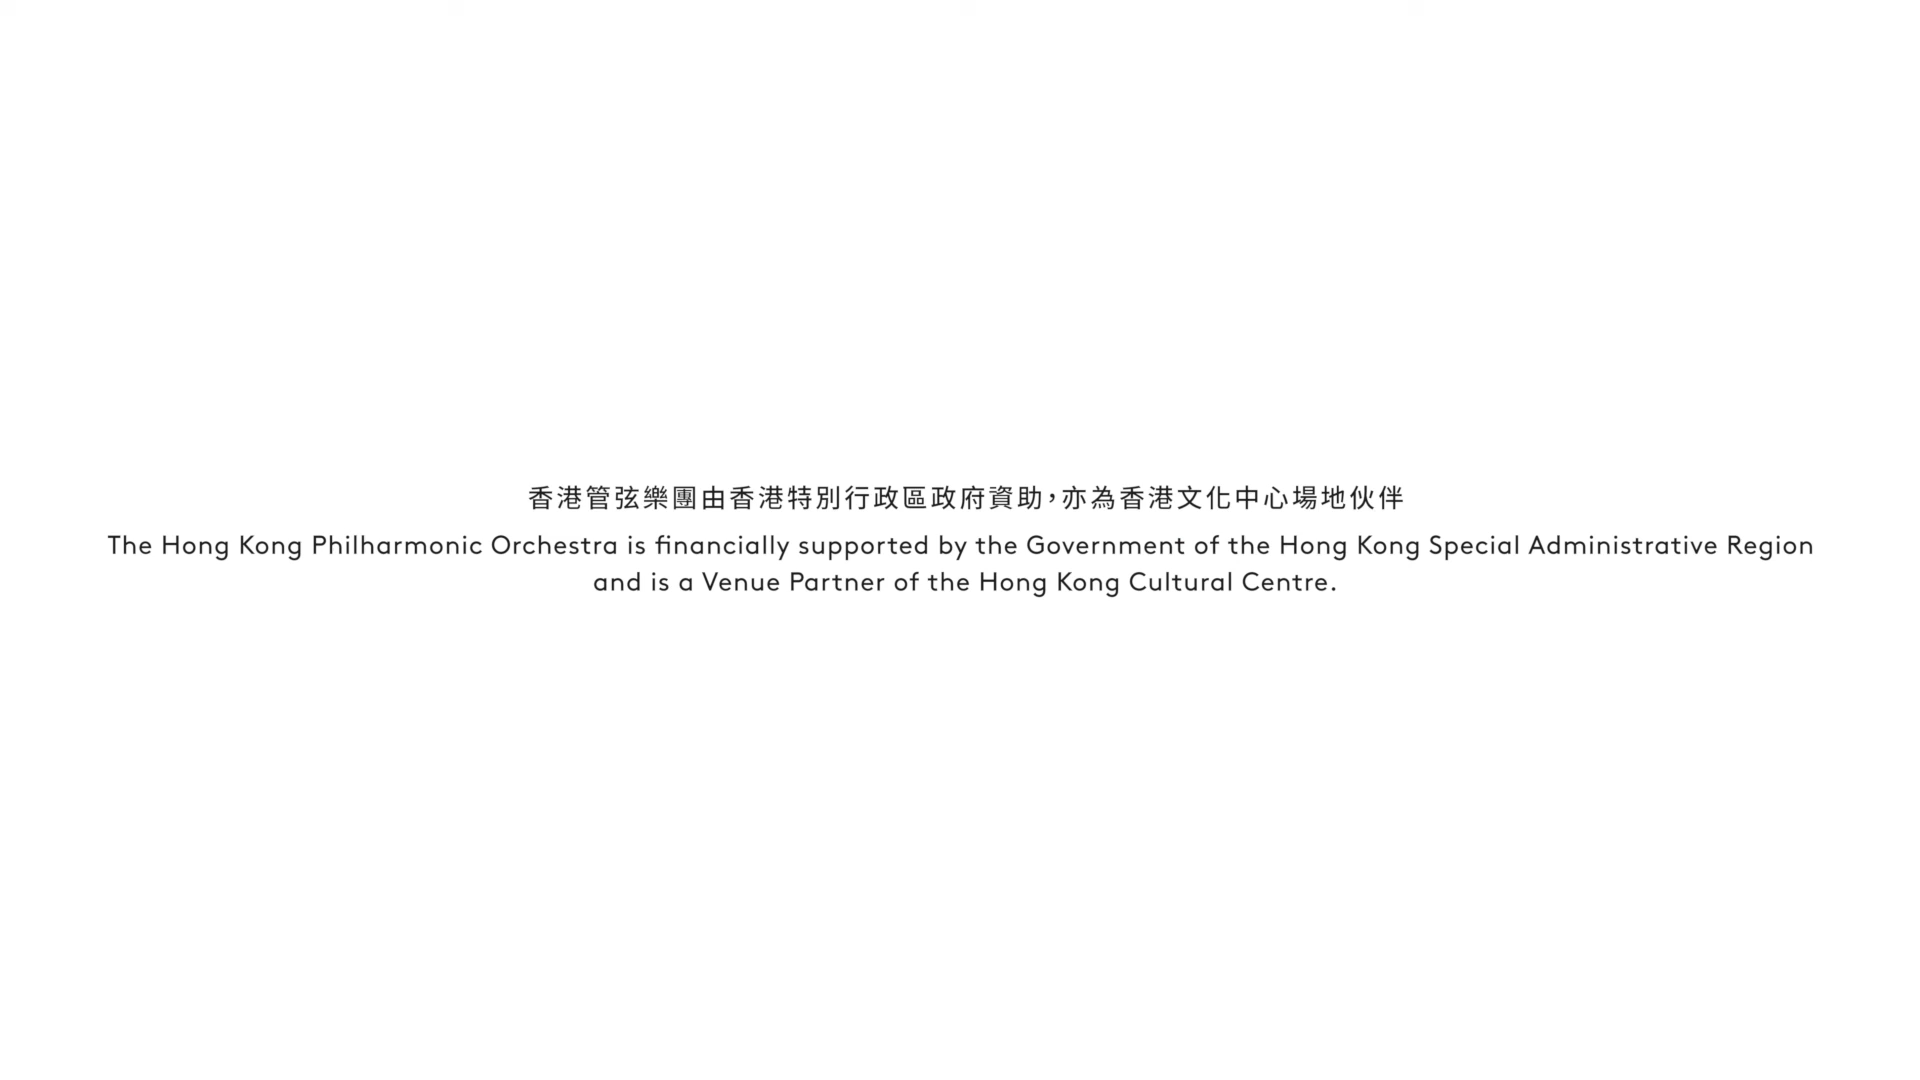 香港管弦樂團由香港特別行政區政府資助，亦為香港文化中心場地伙伴
The Hong Kong Philharmonic Orchestra is financially supported by the Government of the Hong Kong Special Administrative Region
and is a Venue Partner of the Hong Kong Cultural Centre.